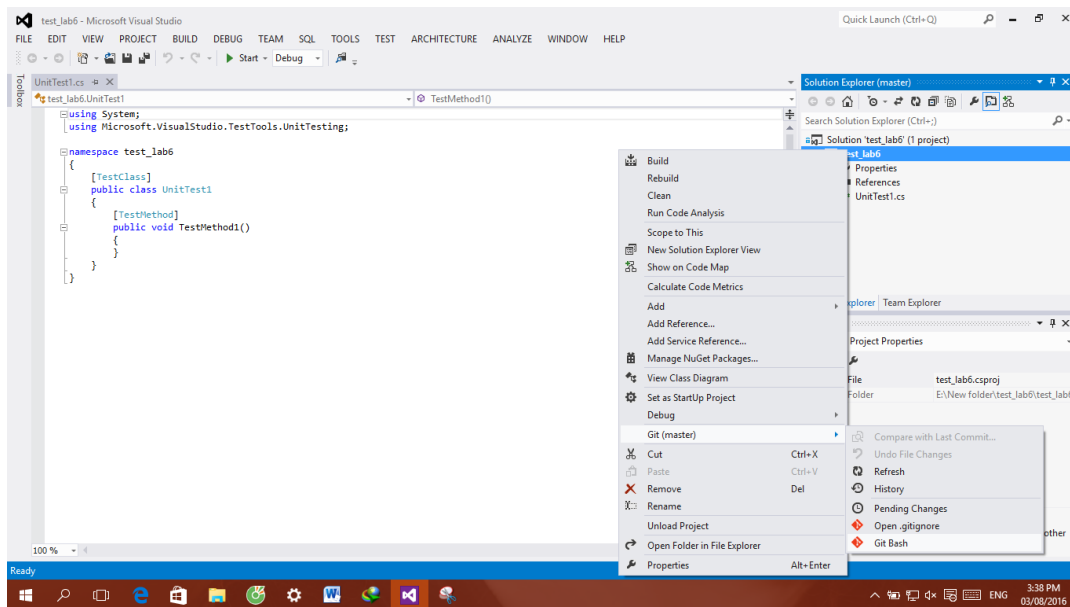 test_lab6 - Microsoft Visual Studio
Quick Launch (Ctrl+Q)
FILE EDIT VIEW PROJECT BUILD DEBUG TEAM SQL TOOLS TEST ARCHITECTURE ANALYZE WINDOW HELP
Start Debug
Toolbox
UnitTest1.cs
test_lab6.UnitTest1
TestMethod1()
using System;
using Microsoft.VisualStudio.TestTools.UnitTesting;
namespace test_lab6
{
[TestClass]
public class UnitTest1
{
[TestMethod]
public void TestMethod1()
{
}
}
}
100 %
Solution Explorer (master)
Search Solution Explorer (Ctrl+;)
Solution 'test_lab6' (1 project)
est_lab6
Properties
References
UnitTest1.cs
xplorer Team Explorer
Project Properties
File test_lab6.csproj
Folder E:\New folder\test_lab6\test_lab
other
Build
Rebuild
Clean
Run Code Analysis
Scope to This
New Solution Explorer View
Show on Code Map
Calculate Code Metrics
Add
Add Reference...
Add Service Reference...
Manage NuGet Packages...
View Class Diagram
Set as StartUp Project
Debug
Git (master)
Cut Ctrl+X
Paste Ctrl+V
Remove Del
Rename
Unload Project
Open Folder in File Explorer
Properties Alt+Enter
Compare with Last Commit...
Undo File Changes
Refresh
History
Pending Changes
Open .gitignore
Git Bash
Ready
ENG
3:38 PM
03/08/2016